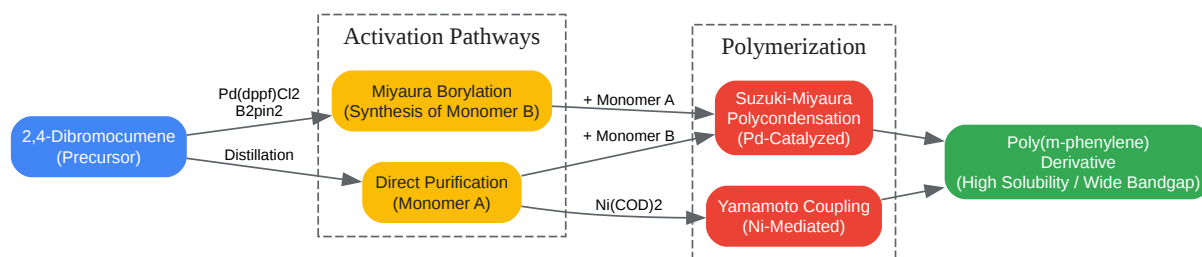 Activation Pathways
Polymerization
Pd(dppf)Cl2
B2pin2
Miyaura Borylation
(Synthesis of Monomer B)
+ Monomer A
Suzuki-Miyaura
Polycondensation
(Pd-Catalyzed)
2,4-Dibromocumene
(Precursor)
Distillation
+ Monomer B
Poly(m-phenylene)
Derivative
(High Solubility / Wide Bandgap)
Direct Purification
(Monomer A)
Ni(COD)2
Yamamoto Coupling
(Ni-Mediated)